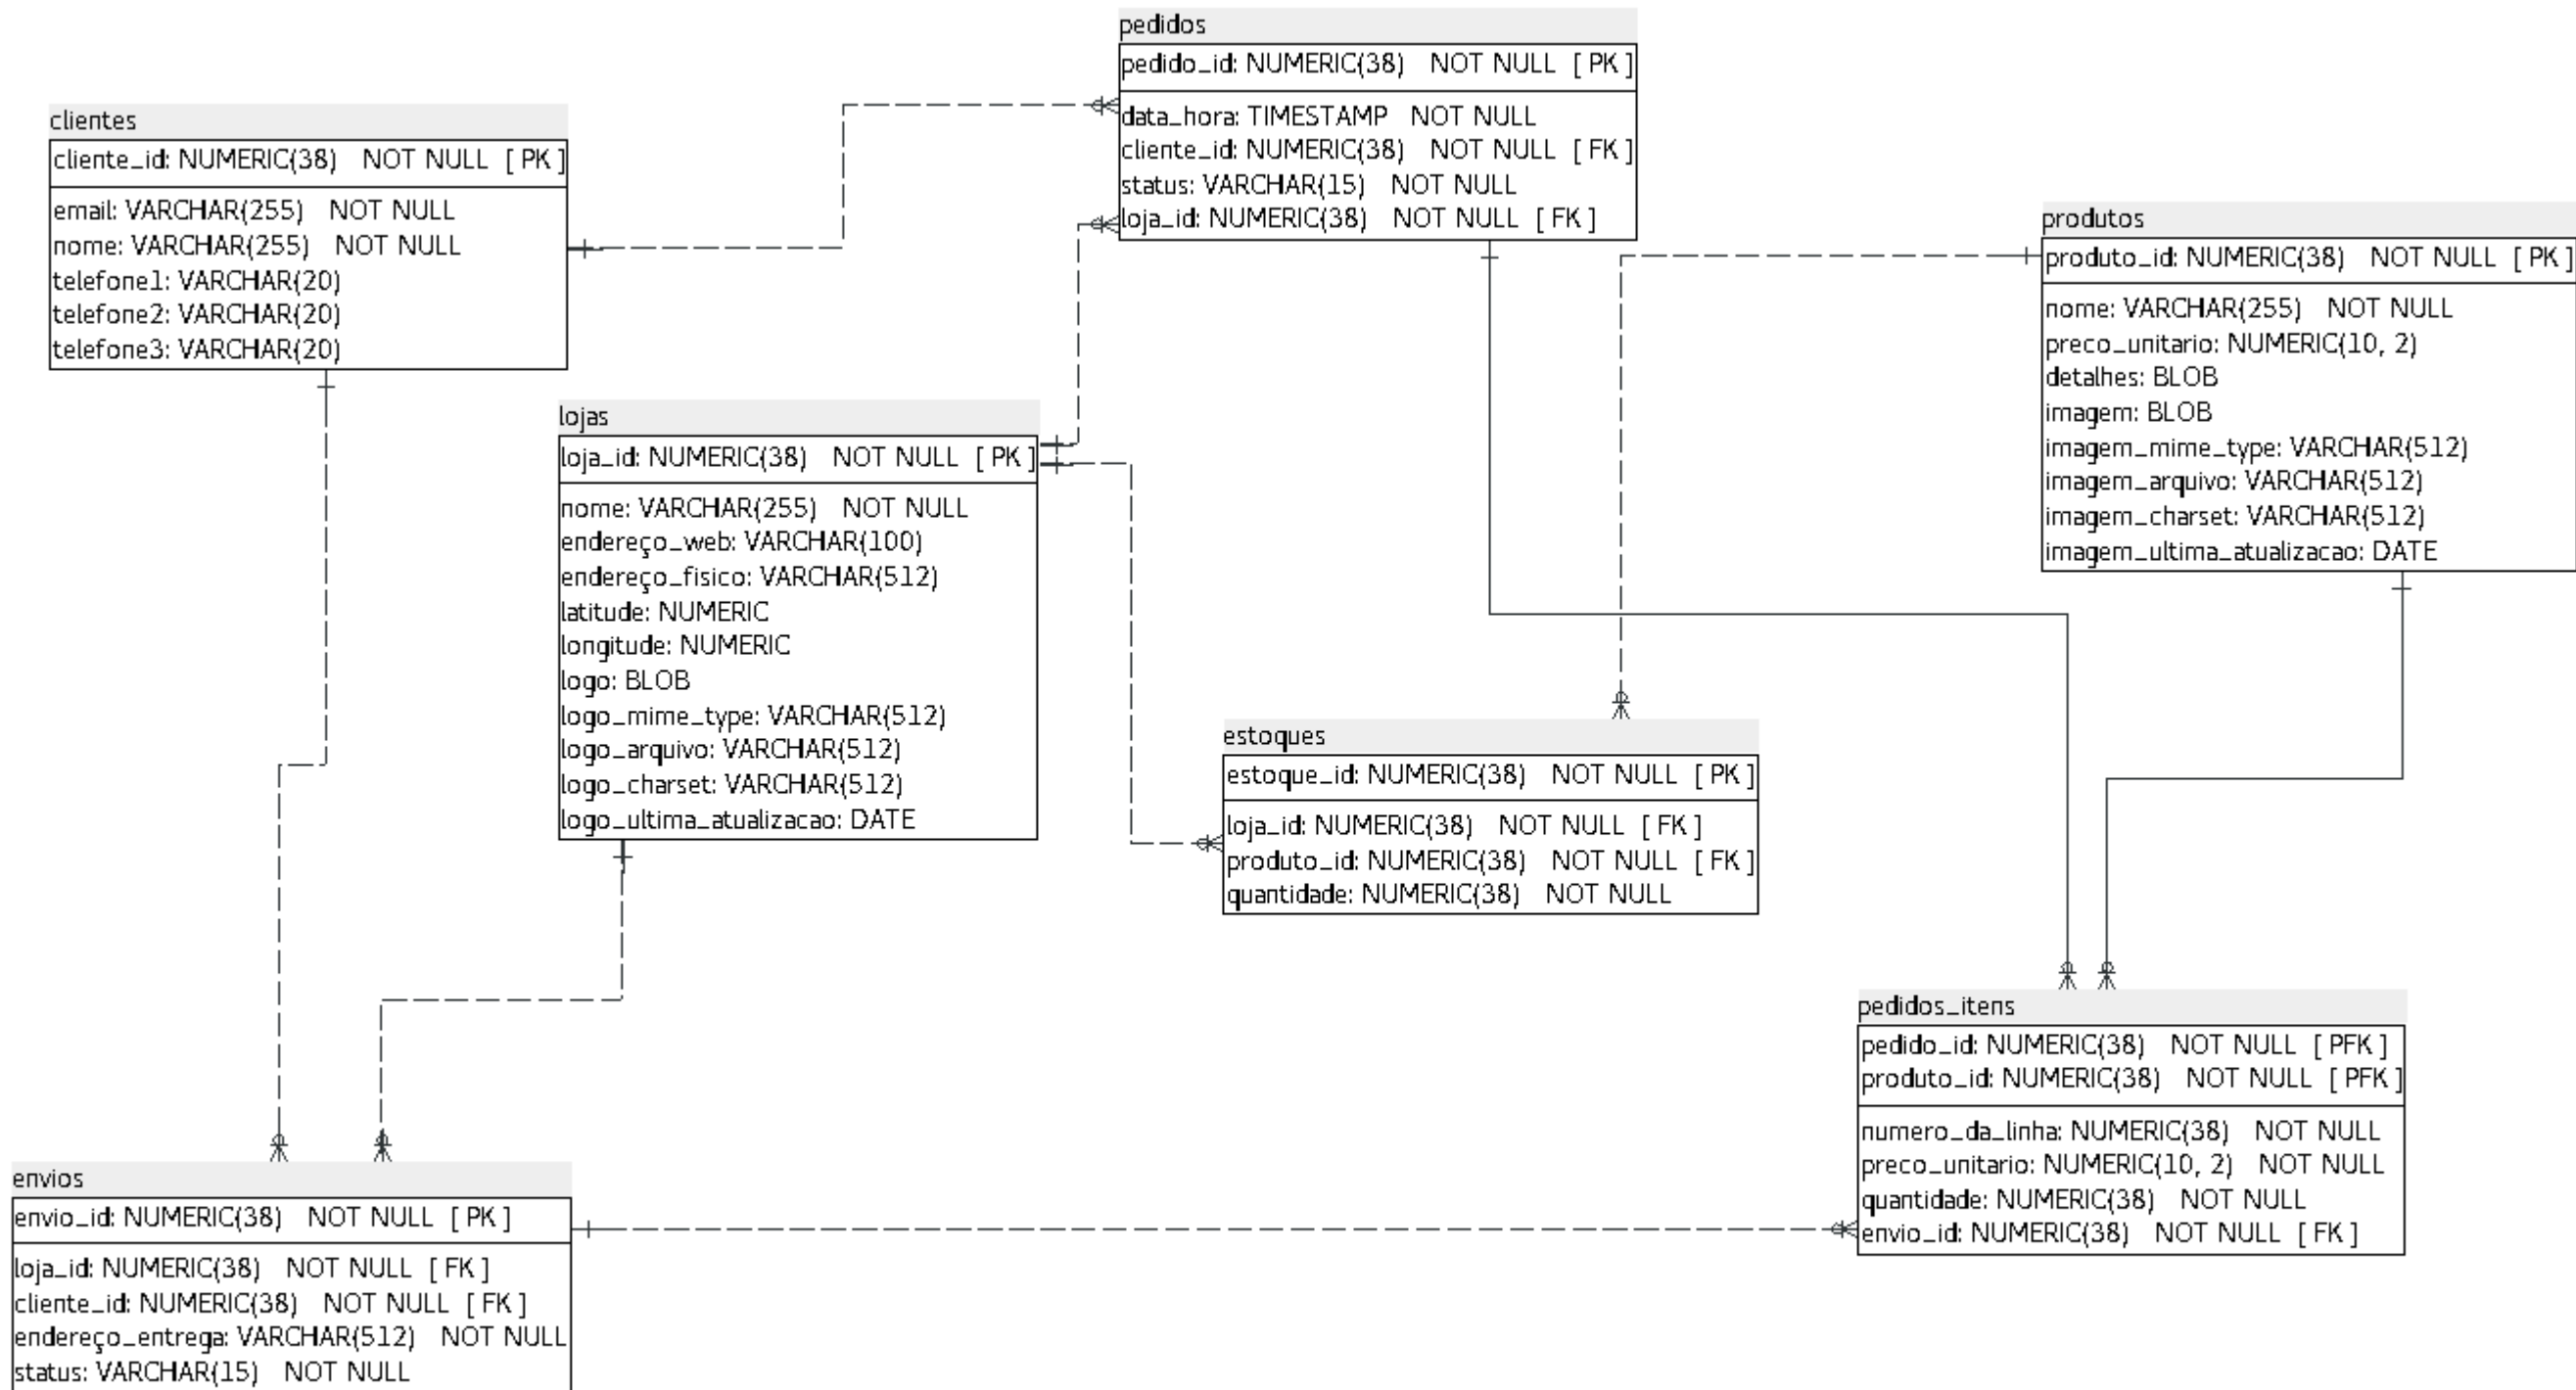 pedidos
pedido_id: NUMERIC(38) NOT NULL [ PK ]
data_hora: TIMESTAMP NOT NULL
cliente_id: NUMERIC(38) NOT NULL [ FK ]
status: VARCHAR(15) NOT NULL
loja_id: NUMERIC(38) NOT NULL [ FK ]
clientes
cliente_id: NUMERIC(38) NOT NULL [ PK ]
email: VARCHAR(255) NOT NULL
nome: VARCHAR(255) NOT NULL
telefone1: VARCHAR(20)
telefone2: VARCHAR(20)
telefone3: VARCHAR(20)
produtos
produto_id: NUMERIC(38) NOT NULL [ PK ]
nome: VARCHAR(255) NOT NULL
preco_unitario: NUMERIC(10, 2)
detalhes: BLOB
imagem: BLOB
imagem_mime_type: VARCHAR(512)
imagem_arquivo: VARCHAR(512)
imagem_charset: VARCHAR(512)
imagem_ultima_atualizacao: DATE
lojas
loja_id: NUMERIC(38) NOT NULL [ PK ]
nome: VARCHAR(255) NOT NULL
endereço_web: VARCHAR(100)
endereço_fisico: VARCHAR(512)
latitude: NUMERIC
longitude: NUMERIC
logo: BLOB
logo_mime_type: VARCHAR(512)
logo_arquivo: VARCHAR(512)
logo_charset: VARCHAR(512)
logo_ultima_atualizacao: DATE
estoques
estoque_id: NUMERIC(38) NOT NULL [ PK ]
loja_id: NUMERIC(38) NOT NULL [ FK ]
produto_id: NUMERIC(38) NOT NULL [ FK ]
quantidade: NUMERIC(38) NOT NULL
pedidos_itens
pedido_id: NUMERIC(38) NOT NULL [ PFK ]
produto_id: NUMERIC(38) NOT NULL [ PFK ]
numero_da_linha: NUMERIC(38) NOT NULL
preco_unitario: NUMERIC(10, 2) NOT NULL
quantidade: NUMERIC(38) NOT NULL
envio_id: NUMERIC(38) NOT NULL [ FK ]
envios
envio_id: NUMERIC(38) NOT NULL [ PK ]
loja_id: NUMERIC(38) NOT NULL [ FK ]
cliente_id: NUMERIC(38) NOT NULL [ FK ]
endereço_entrega: VARCHAR(512) NOT NULL
status: VARCHAR(15) NOT NULL